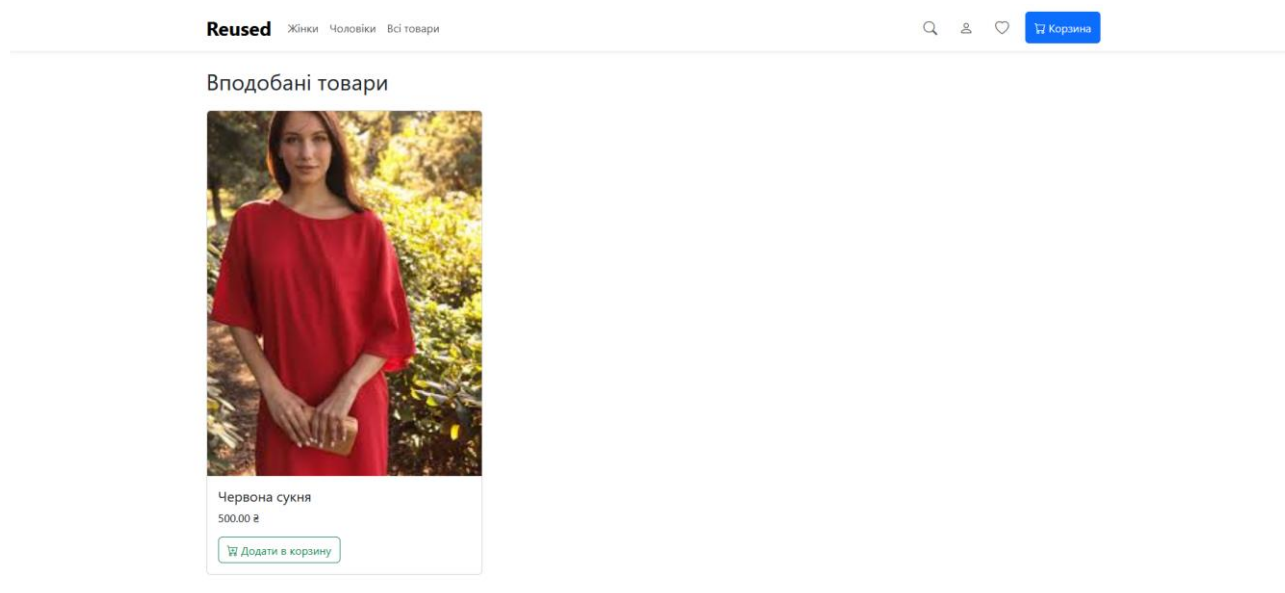 Reused Жінки Чоловіки Всі товари Корзина
Вподобані товари
Червона сукня
500.00 ₴
Додати в корзину